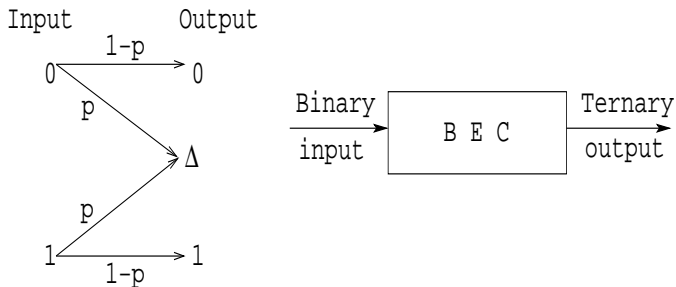 Input Output
1-p
0 0
p
Δ
p
1 1
1-p
Binary
input
B E C
Ternary
output